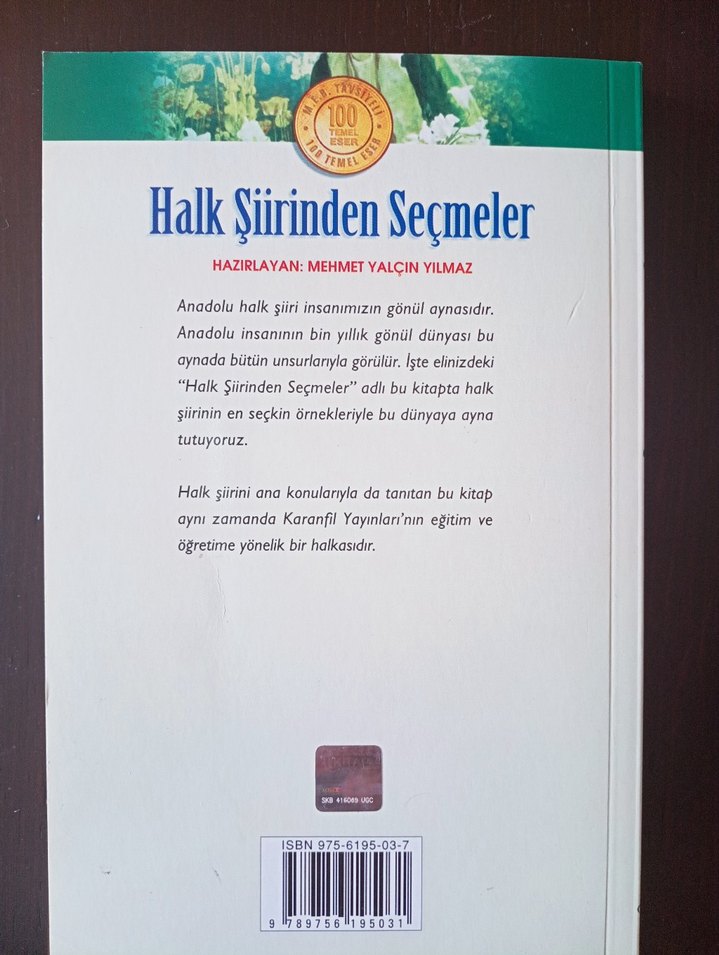 M.E.B. TAVSİYELİ
100
TEMEL
ESER
100 TEMEL ESER
Halk Şiirinden Seçmeler
HAZIRLAYAN: MEHMET YALÇIN YILMAZ
Anadolu halk şiiri insanımızın gönül aynasıdır.
Anadolu insanının bin yıllık gönül dünyası bu
aynada bütün unsurlarıyla görülür. İşte elinizdeki
“Halk Şiirinden Seçmeler” adlı bu kitapta halk
şiirinin en seçkin örnekleriyle bu dünyaya ayna
tutuyoruz.
Halk şiirini ana konularıyla da tanıtan bu kitap
aynı zamanda Karanfil Yayınları’nın eğitim ve
öğretime yönelik bir halkasıdır.
SKB 416089 UGC
ISBN 975-6195-03-7
9 789756 195031